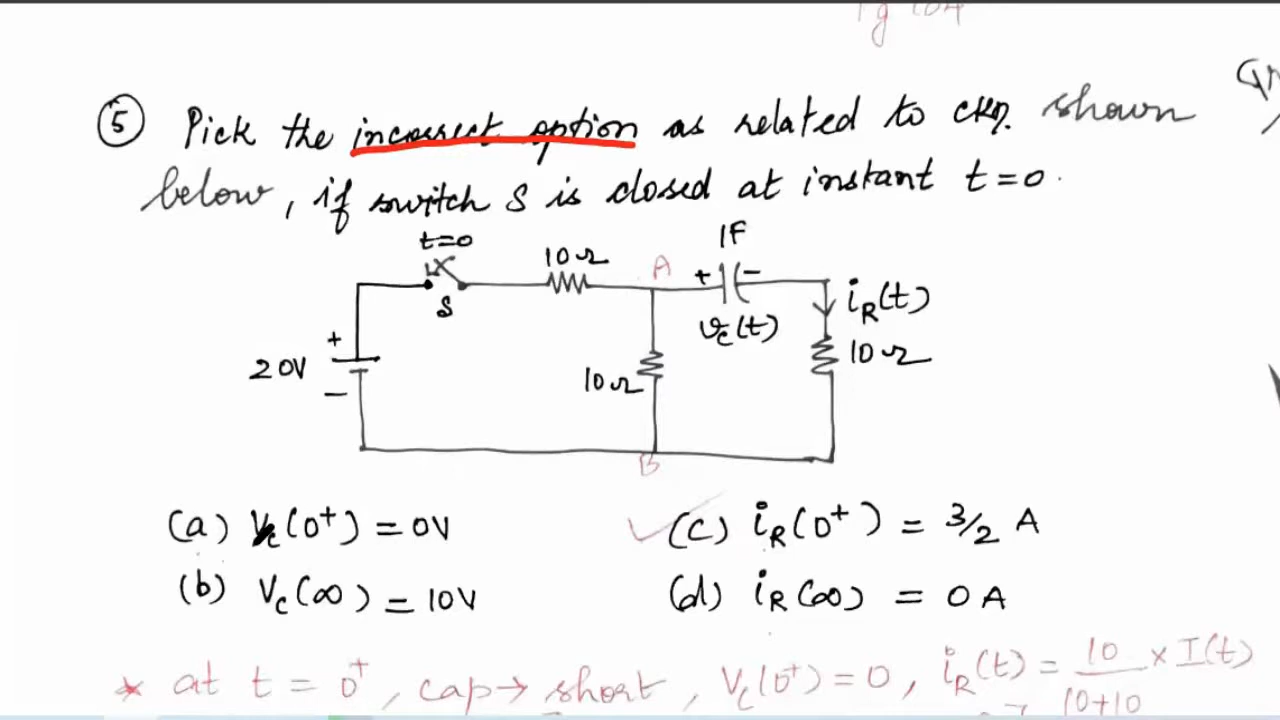 Pg 104
⑤ Pick the incorrect option as related to ckt. shown
below, if switch S is closed at instant t=0.
t=0
S
10Ω
A
1F
+ -
Vc(t)
iR(t)
10Ω
+
20V
-
10Ω
B
(a) Vc(0⁺) = 0V
(c) iR(0⁺) = 3/2 A
(b) Vc(∞) = 10V
(d) iR(∞) = 0 A
* at t = 0⁺, cap → short, Vc(0⁺) = 0, iR(t) = 10/10+10 × I(t)